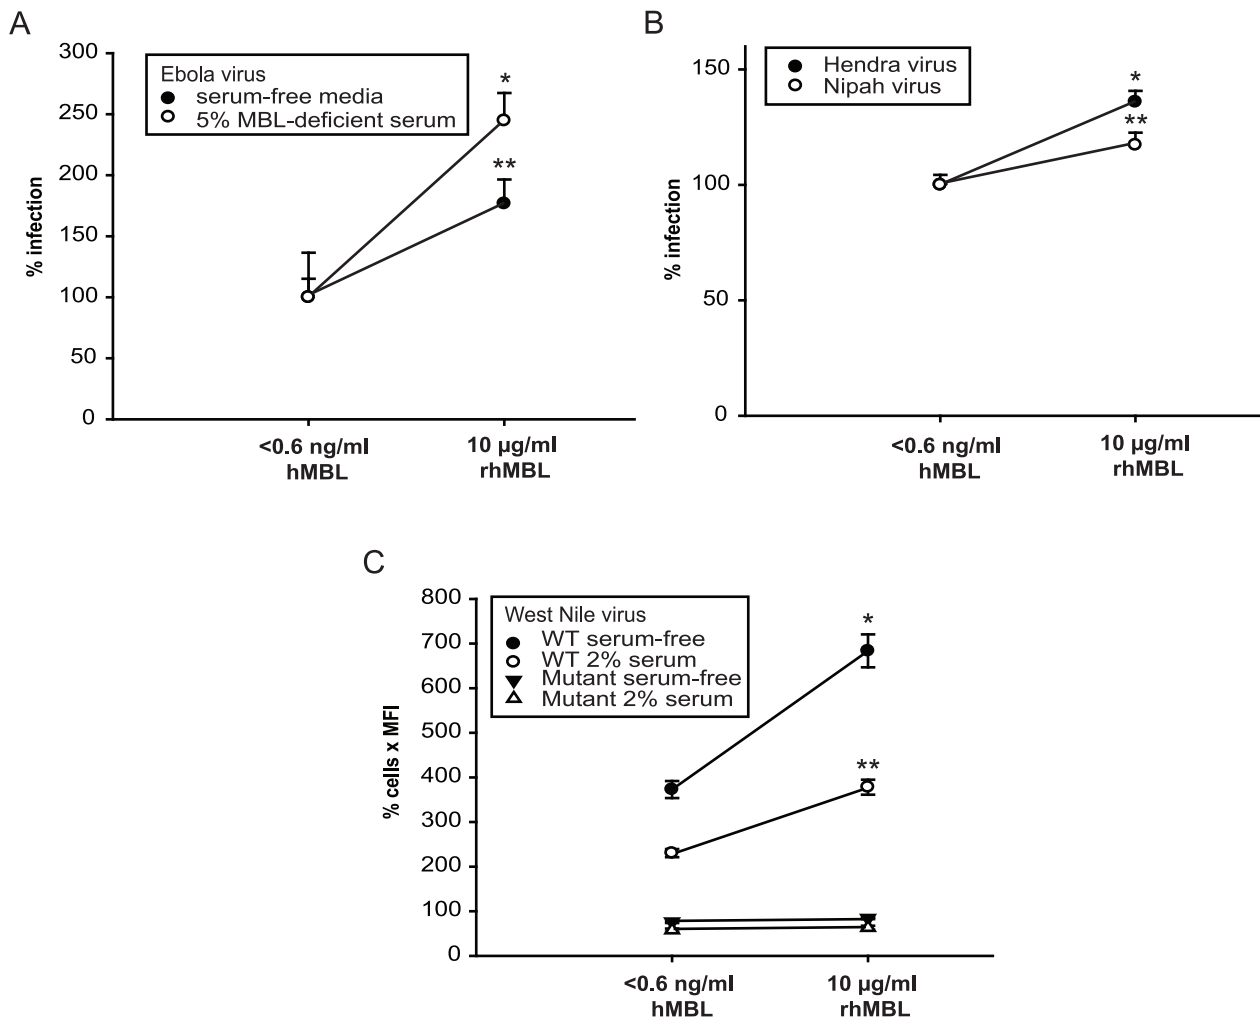 A
300
250
200
150
100
50
0
% infection
Ebola virus
serum-free media
5% MBL-deficient serum
*
**
<0.6 ng/ml
hMBL
10 µg/ml
rhMBL
B
150
100
50
0
% infection
Hendra virus
Nipah virus
*
**
<0.6 ng/ml
hMBL
10 µg/ml
rhMBL
C
800
700
600
500
400
300
200
100
0
% cells x MFI
West Nile virus
WT serum-free
WT 2% serum
Mutant serum-free
Mutant 2% serum
*
**
<0.6 ng/ml
hMBL
10 µg/ml
rhMBL